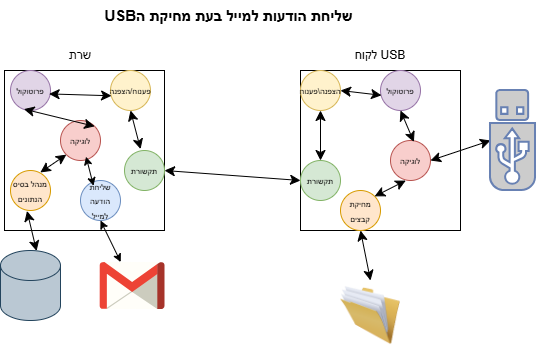 שליחת הודעות למייל בעת מחיקת הUSB
שרת
USB לקוח
פרוטוקול
פענוח/הצפנה
לוגיקה
תקשורת
מנהל בסיס
הנתונים
שליחת
הודעה
למייל
הצפנה\פענוח
פרוטוקול
לוגיקה
תקשורת
מחיקת
קבצים